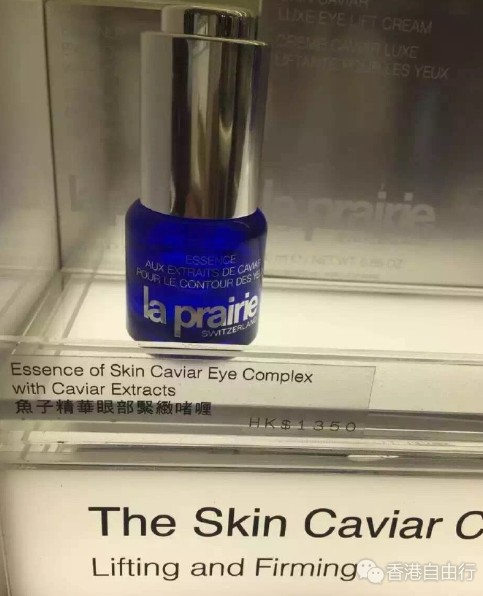 LUXE EYE LIFT CREAM
CRÈME CAVIAR LUXE
LIFTANTE POUR LES YEUX
la prairie
ESSENCE
AUX EXTRAITS DE CAVIAR
POUR LE CONTOUR DES YE
la prairie
SWITZERLAND
Essence of Skin Caviar Eye Complex
with Caviar Extracts
魚子精華眼部緊緻啫喱
HK$1350
The Skin Caviar C
Lifting and Firming
香港自由行